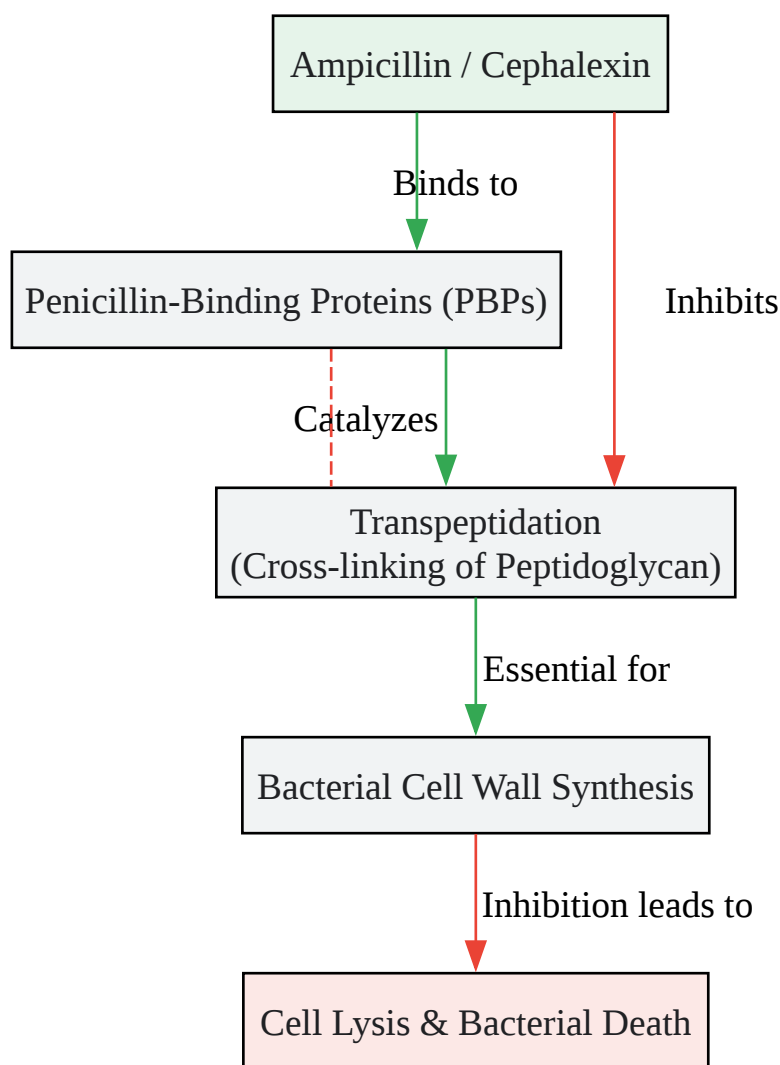 Ampicillin / Cephalexin
Binds to
Penicillin-Binding Proteins (PBPs)
Inhibits
Catalyzes
Transpeptidation
(Cross-linking of Peptidoglycan)
Essential for
Bacterial Cell Wall Synthesis
Inhibition leads to
Cell Lysis & Bacterial Death